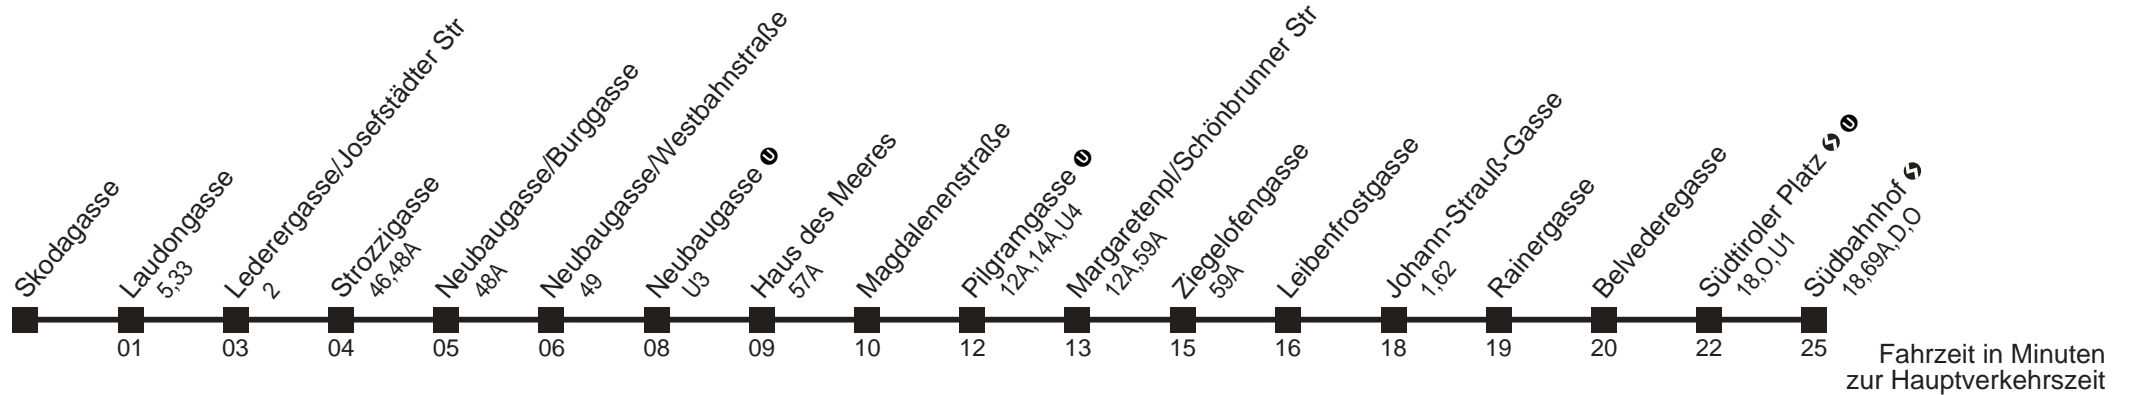 Skodagasse
Laudongasse
5,33
Lederergasse/Josefstädter Str
2
Strozzigasse
46,48A
Neubaugasse/Burggasse
48A
Neubaugasse/Westbahnstraße
49
Neubaugasse U
U3
Haus des Meeres
57A
Magdalenenstraße
Pilgramgasse U
12A,14A,U4
Margaretenpl/Schönbrunner Str
12A,59A
Ziegelofengasse
59A
Leibenfrostgasse
Johann-Strauß-Gasse
1,62
Rainergasse
Belvederegasse
Südtiroler Platz S U
18,O,U1
Südbahnhof S
18,69A,D,O
01 03 04 05 06 08 09 10 12 13 15 16 18 19 20 22 25
Fahrzeit in Minuten
zur Hauptverkehrszeit